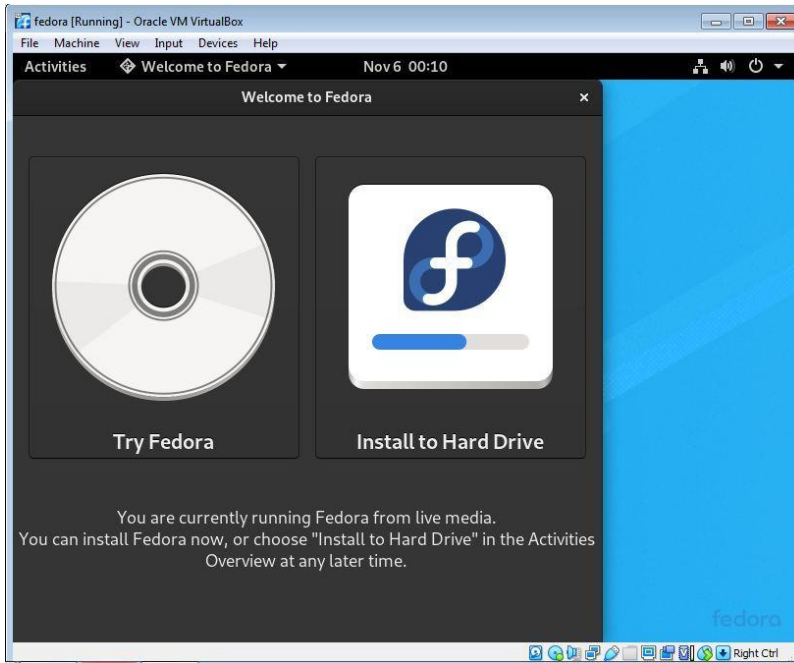 fedora [Running] - Oracle VM VirtualBox
File Machine View Input Devices Help
Activities Welcome to Fedora Nov 6 00:10
Welcome to Fedora
Try Fedora Install to Hard Drive
You are currently running Fedora from live media.
You can install Fedora now, or choose "Install to Hard Drive" in the Activities
Overview at any later time.
fedora
Right Ctrl